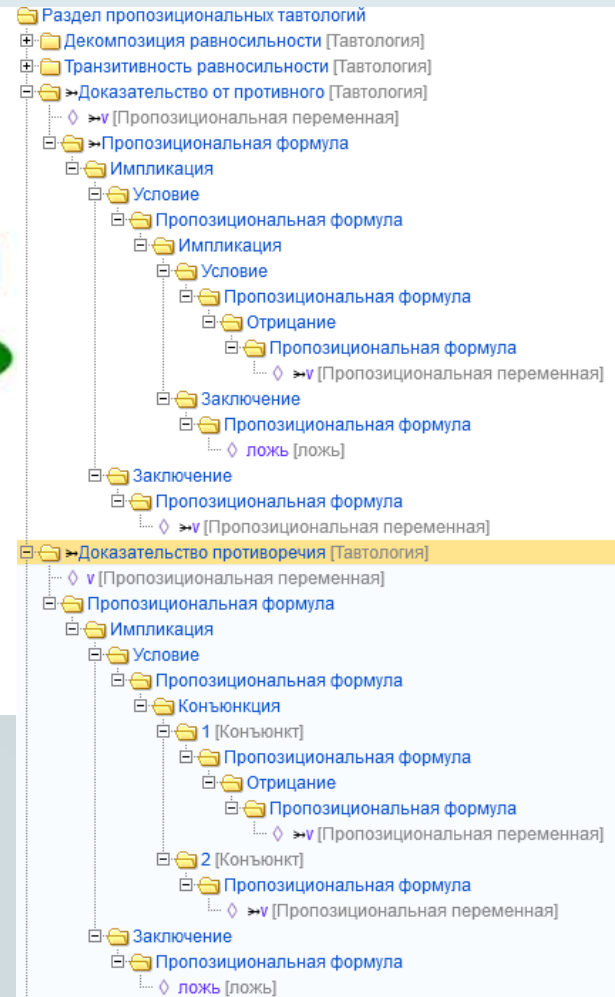 Раздел пропозициональных тавтологий
Декомпозиция равносильности [Тавтология]
Транзитивность равносильности [Тавтология]
Доказательство от противного [Тавтология]
v [Пропозициональная переменная]
Пропозициональная формула
Импликация
Условие
Пропозициональная формула
Импликация
Условие
Пропозициональная формула
Отрицание
Пропозициональная формула
v [Пропозициональная переменная]
Заключение
Пропозициональная формула
ложь [ложь]
Заключение
Пропозициональная формула
v [Пропозициональная переменная]
Доказательство противоречия [Тавтология]
v [Пропозициональная переменная]
Пропозициональная формула
Импликация
Условие
Пропозициональная формула
Конъюнкция
1 [Конъюнкт]
Пропозициональная формула
Отрицание
Пропозициональная формула
v [Пропозициональная переменная]
2 [Конъюнкт]
Пропозициональная формула
v [Пропозициональная переменная]
Заключение
Пропозициональная формула
ложь [ложь]